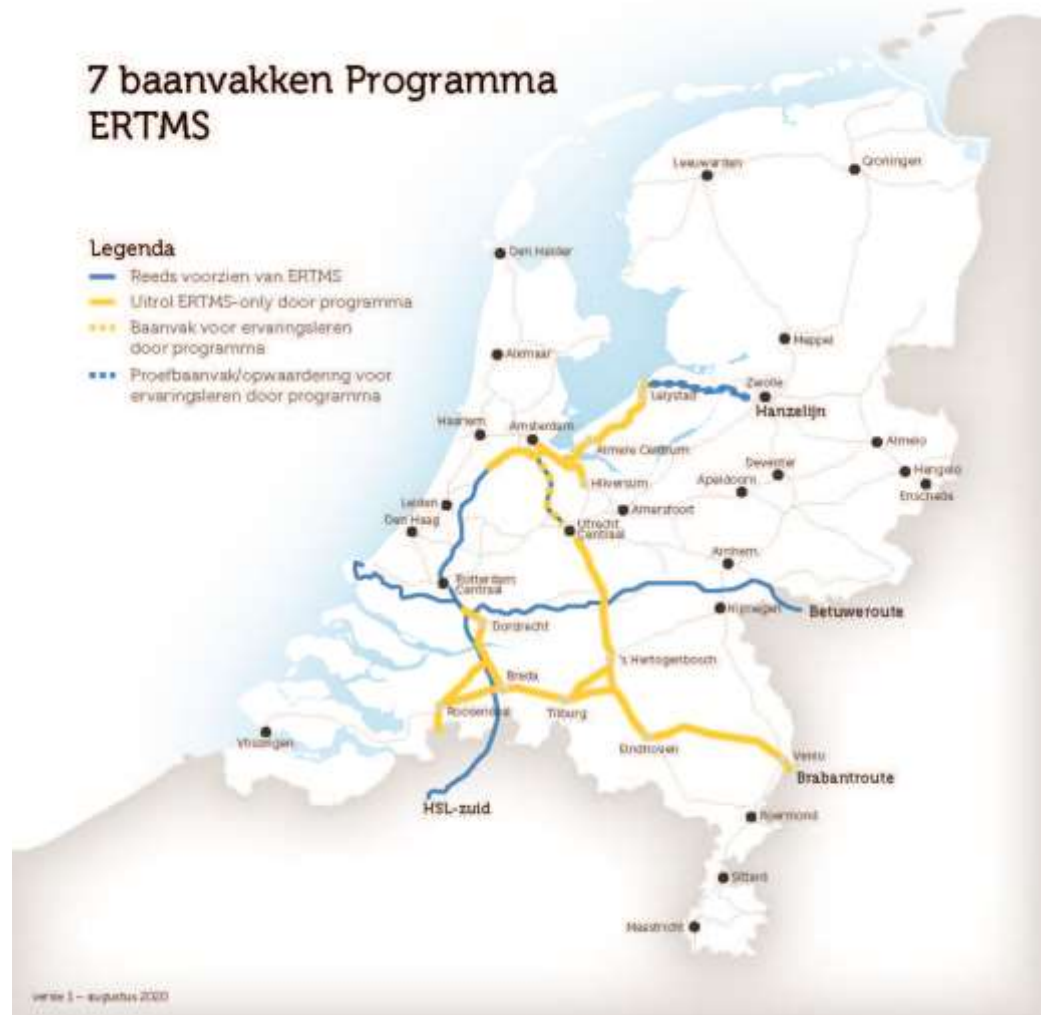 7 baanvakken Programma
ERTMS
Legenda
Reeds voorzien van ERTMS
Uitrol ERTMS-only door programma
Baanvak voor ervaringsleren
door programma
Proefbaanvak/opwaardering voor
ervaringsleren door programma
Leeuwarden
Groningen
Den Helder
Meppel
Alkmaar
Zwolle
Lelystad
Hanzelijn
Haarlem
Amsterdam
Almere Centrum
Almelo
Hengelo
Enschede
Deventer
Apeldoorn
Hilversum
Leiden
Amersfoort
Den Haag
Utrecht
Centraal
Arnhem
Rotterdam
Centraal
Nijmegen
Betuweroute
Dordrecht
's Hertogenbosch
Breda
Roosendaal
Tilburg
Vlissingen
Eindhoven
Venlo
Brabantroute
HSL-zuid
Roermond
Sittard
Maastricht
versie 1 – augustus 2020